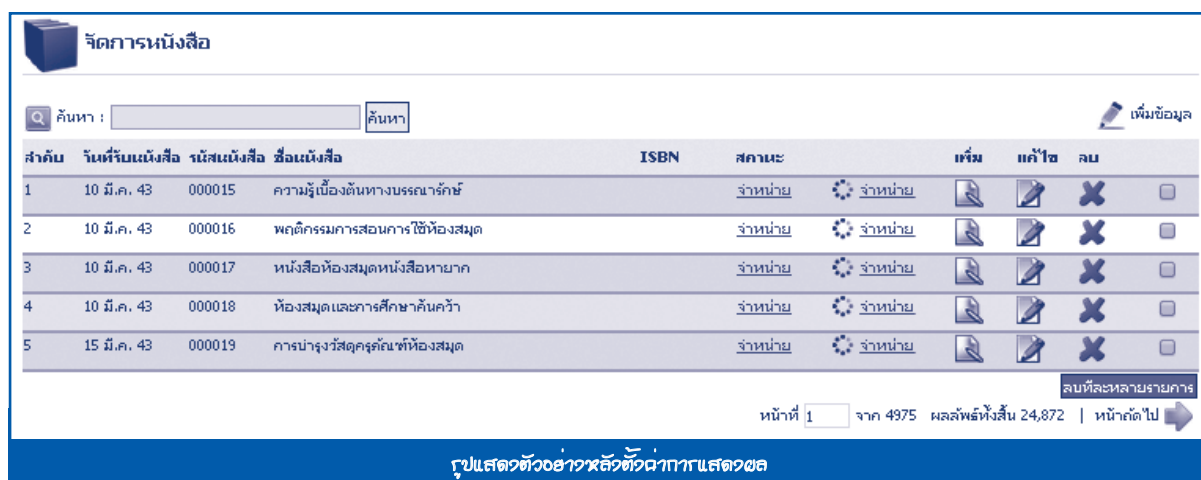 จัดการหนังสือ
ค้นหา : ค้นหา เพิ่มข้อมูล
ลำดับ วันที่รับหนังสือ รหัสหนังสือ ชื่อหนังสือ ISBN สถานะ เพิ่ม แก้ไข ลบ
1 10 มี.ค. 43 000015 ความรู้เบื้องต้นทางบรรณารักษ์ จำหน่าย จำหน่าย
2 10 มี.ค. 43 000016 พฤติกรรมการสอนการใช้ห้องสมุด จำหน่าย จำหน่าย
3 10 มี.ค. 43 000017 หนังสือห้องสมุดหนังสือหายาก จำหน่าย จำหน่าย
4 10 มี.ค. 43 000018 ห้องสมุดและการศึกษาค้นคว้า จำหน่าย จำหน่าย
5 15 มี.ค. 43 000019 การบำรุงวัสดุครุภัณฑ์ห้องสมุด จำหน่าย จำหน่าย
ลบทีละหลายรายการ
หน้าที่ 1 จาก 4975 ผลลัพธ์ทั้งสิ้น 24,872 | หน้าถัดไป
รูปแสดงตัวอย่างหลังตั้งค่าการแสดงผล